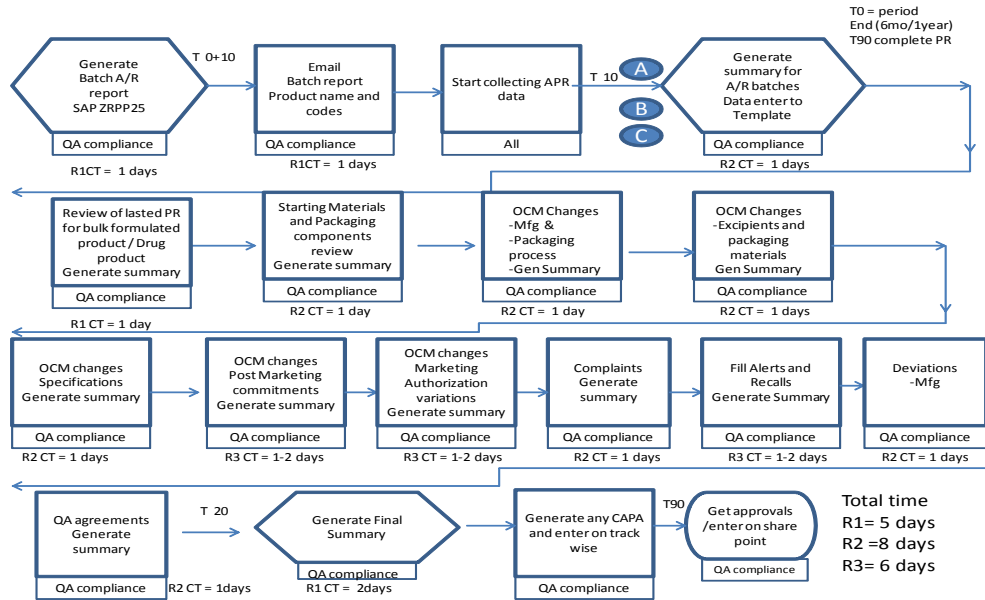 T0 = period
End (6mo/1year)
T90 complete PR
Generate
Batch A/R
report
SAP ZRPP25
QA compliance
R1CT = 1 days
T 0+10
Email
Batch report
Product name and
codes
QA compliance
R1CT = 1 days
Start collecting APR
data
All
T 10
A
B
C
Generate
summary for
A/R batches
Data enter to
Template
QA compliance
R2 CT = 1 days
Review of lasted PR
for bulk formulated
product / Drug
product
Generate summary
QA compliance
R1 CT = 1 day
Starting Materials
and Packaging
components
review
Generate summary
QA compliance
R2 CT = 1 day
OCM Changes
-Mfg &
-Packaging
process
-Gen Summary
QA compliance
R2 CT = 1 days
OCM Changes
-Excipients and
packaging
materials
Gen Summary
QA compliance
R2 CT = 1 days
OCM changes
Specifications
Generate summary
QA compliance
R2 CT = 1 days
OCM changes
Post Marketing
commitments
Generate summary
QA compliance
R3 CT = 1-2 days
OCM changes
Marketing
Authorization
variations
Generate summary
QA compliance
R3 CT = 1-2 days
Complaints
Generate
summary
QA compliance
R2 CT = 1 days
Fill Alerts and
Recalls
Generate Summary
QA compliance
R3 CT = 1-2 days
Deviations
-Mfg
QA compliance
R2 CT = 1 days
QA agreements
Generate
summary
QA compliance
R2 CT = 1days
T 20
Generate Final
Summary
QA compliance
R1 CT = 2days
Generate any CAPA
and enter on track
wise
QA compliance
T90
Get approvals
/enter on share
point
QA compliance
Total time
R1= 5 days
R2 =8 days
R3= 6 days